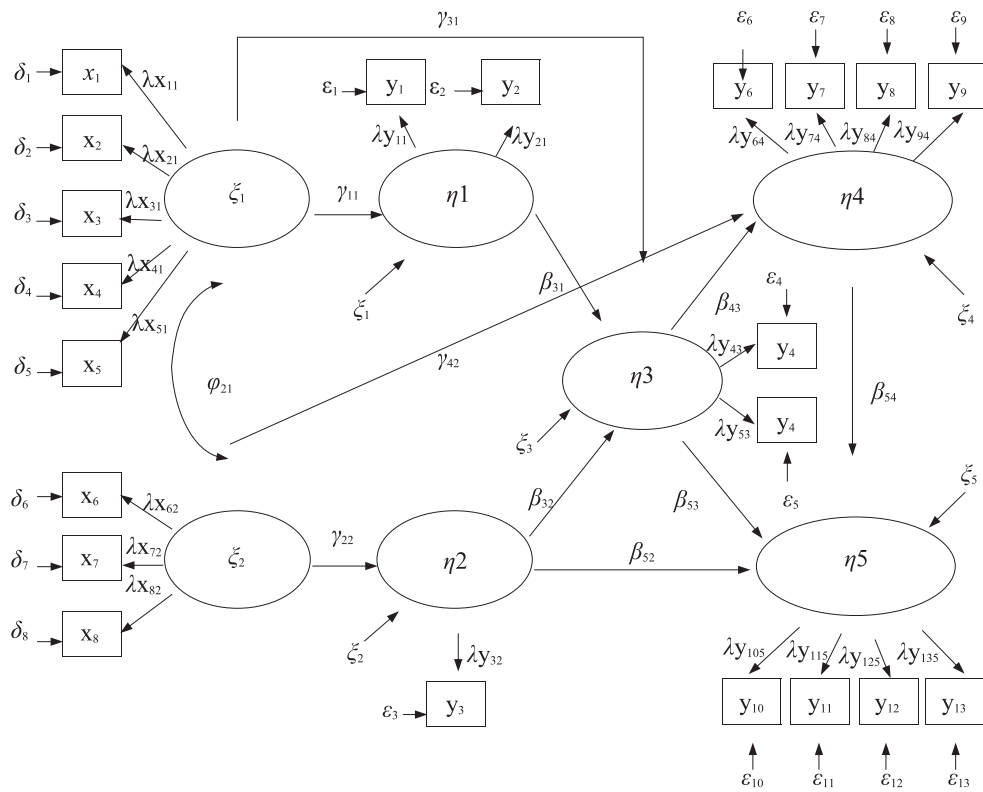 γ₃₁
ε₆ ε₇ ε₈ ε₉
δ₁ x₁ λx₁₁
ε₁ y₁ ε₂ y₂
y₆ y₇ y₈ y₉
δ₂ x₂ λx₂₁
λy₁₁ λy₂₁
λy₆₄ λy₇₄ λy₈₄ λy₉₄
δ₃ x₃ λx₃₁
ξ₁ γ₁₁ η1 η4
δ₄ x₄ λx₄₁
ξ₁ β₃₁ β₄₃ ε₄ ξ₄
δ₅ x₅ λx₅₁
λy₄₃ y₄
φ₂₁ γ₄₂ η3 β₅₄
ξ₃ λy₅₃ y₄
δ₆ x₆ λx₆₂
β₃₂ β₅₃ ε₅ ξ₅
δ₇ x₇ λx₇₂
ξ₂ γ₂₂ η2 β₅₂ η5
δ₈ x₈ λx₈₂
ξ₂ λy₃₂
λy₁₀₅ λy₁₁₅ λy₁₂₅ λy₁₃₅
ε₃ y₃
y₁₀ y₁₁ y₁₂ y₁₃
ε₁₀ ε₁₁ ε₁₂ ε₁₃